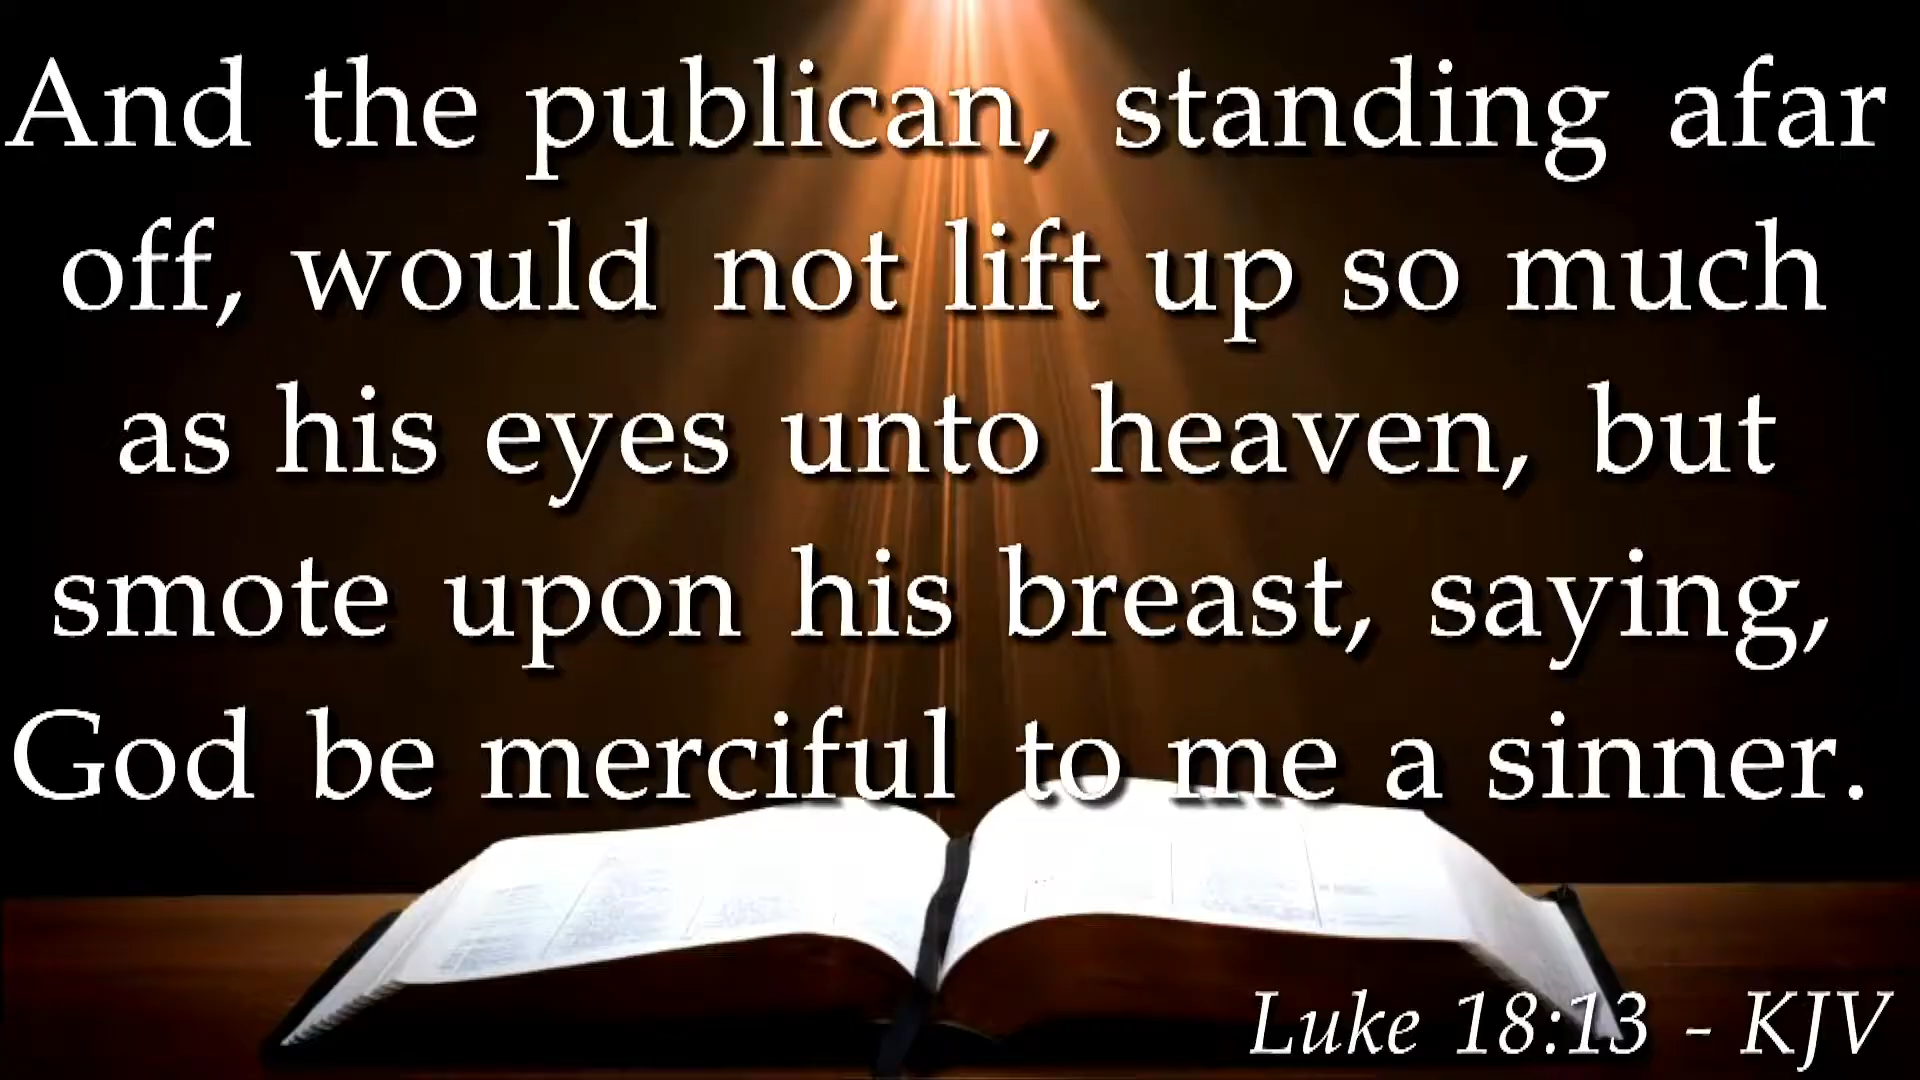 And the publican, standing afar
off, would not lift up so much
as his eyes unto heaven, but
smote upon his breast, saying,
God be merciful to me a sinner.
Luke 18:13 - KJV